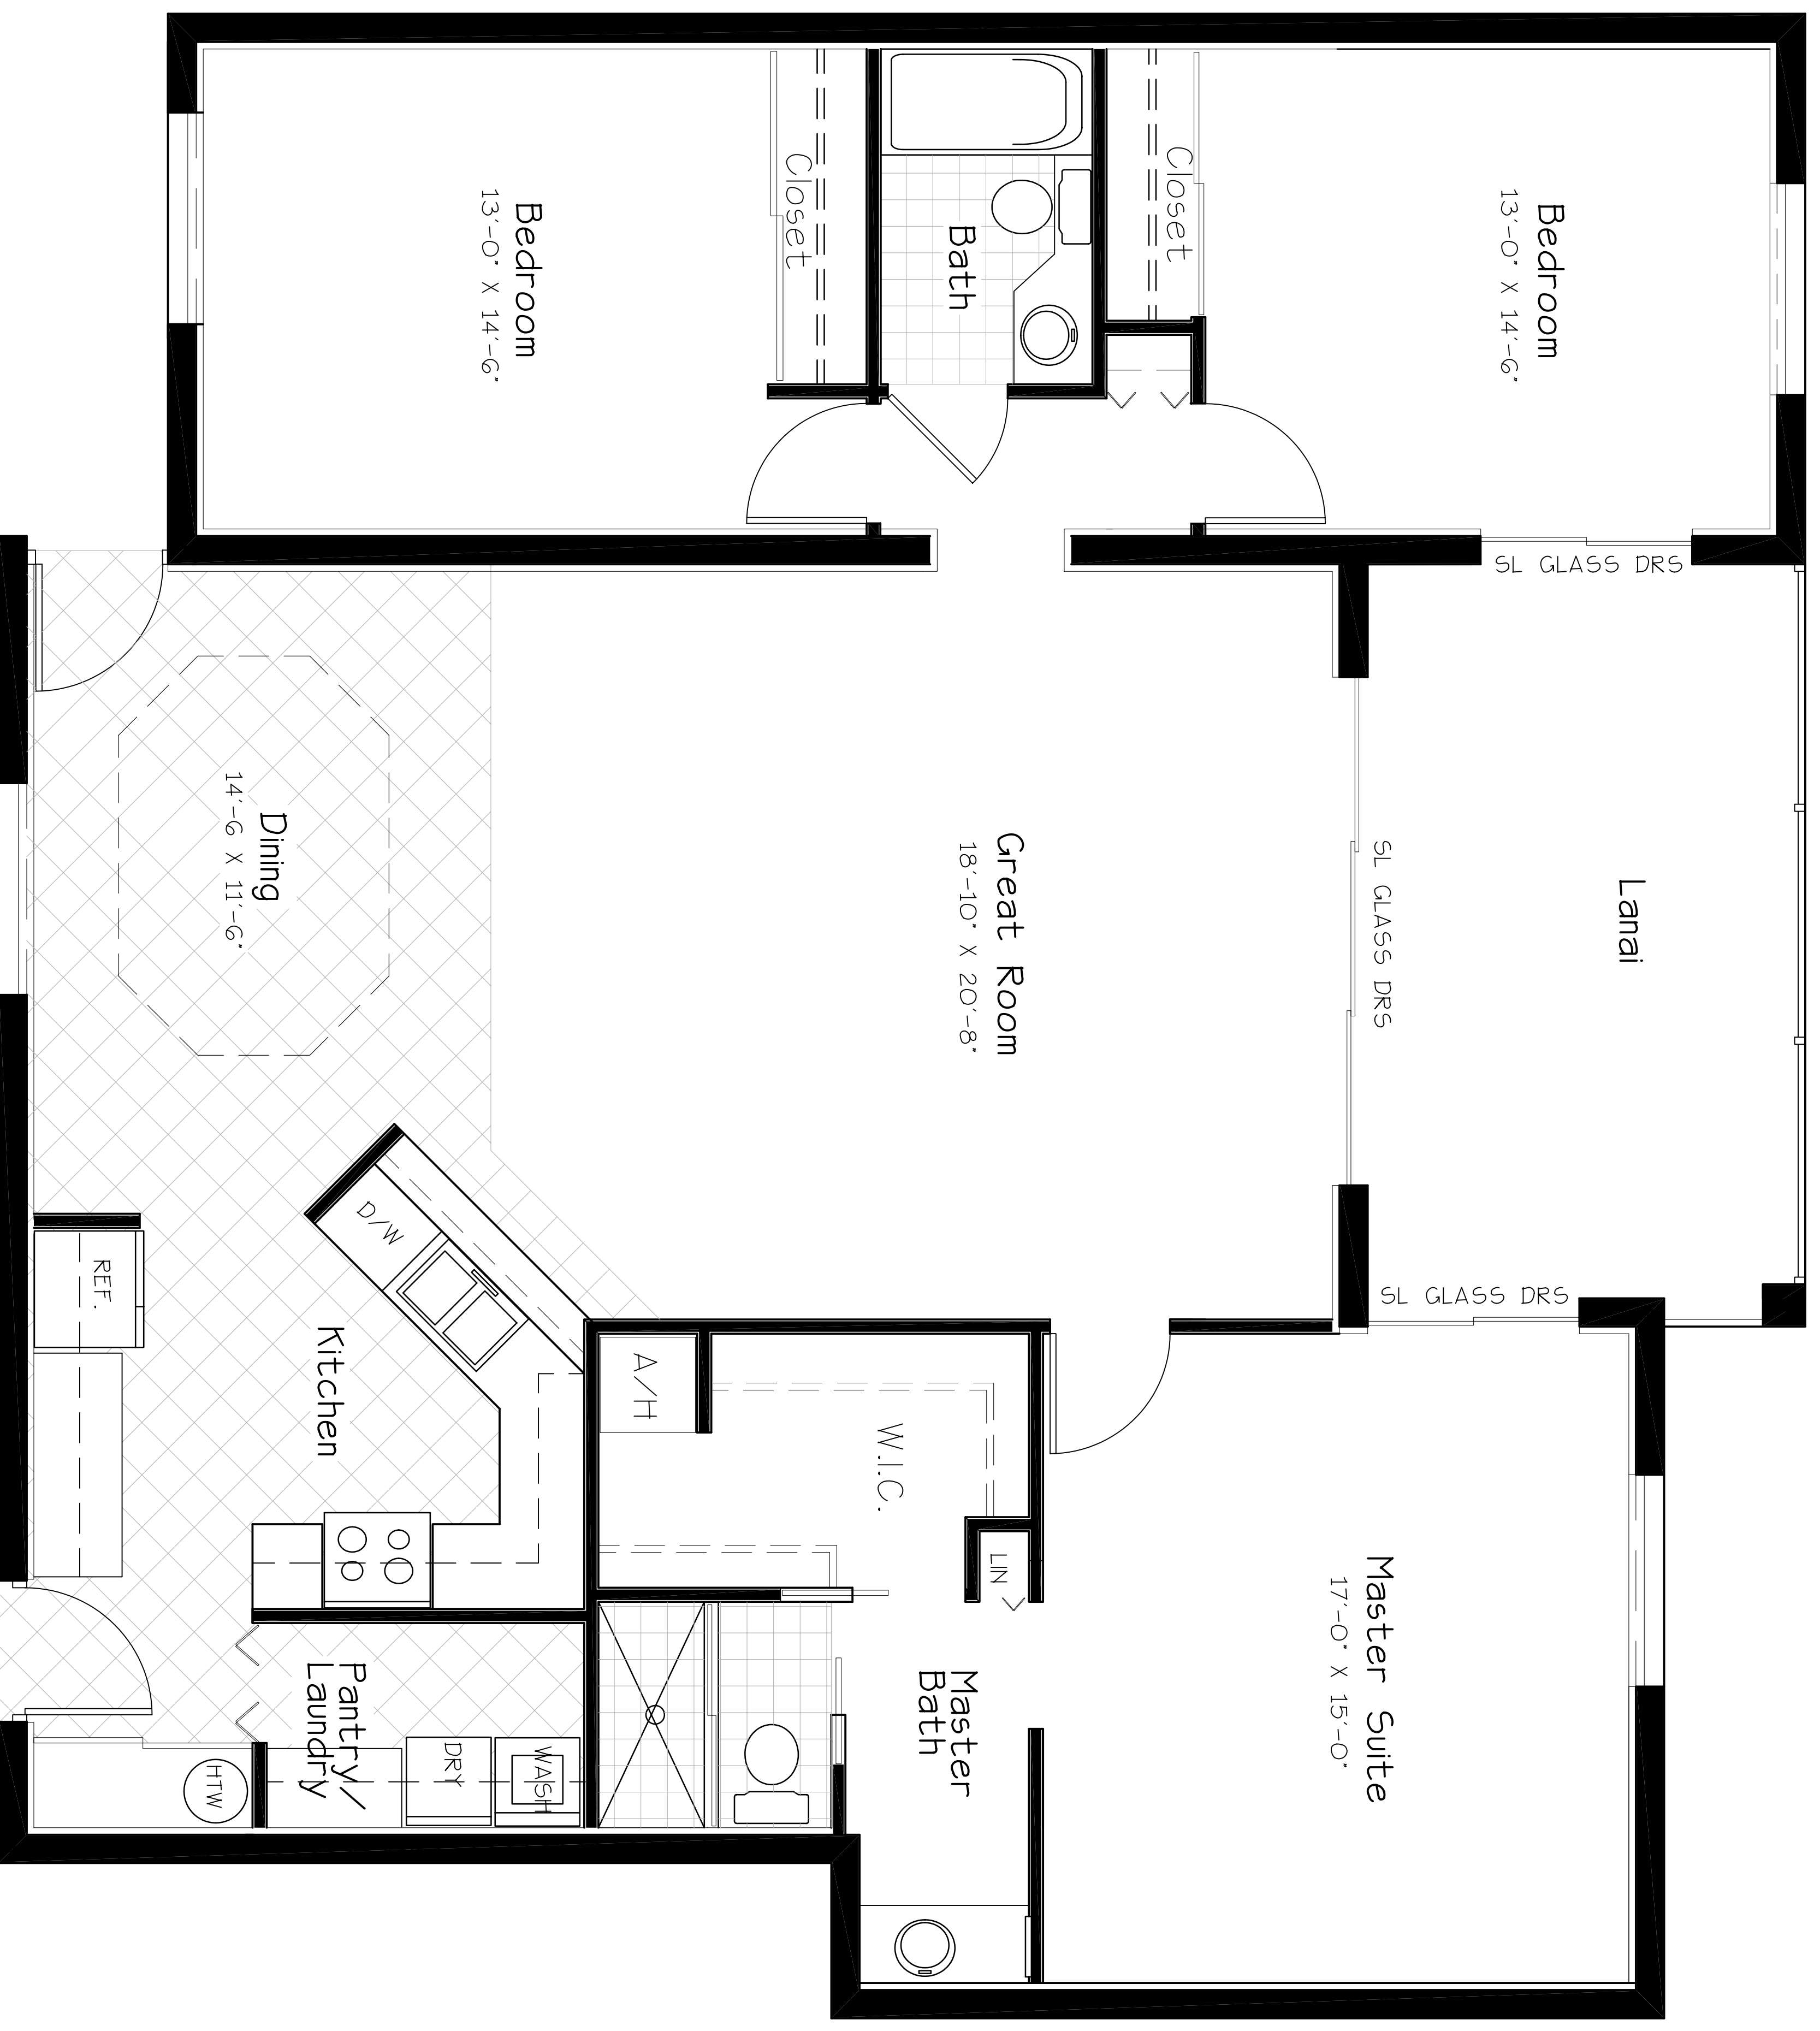 Bedroom
13'-0" X 14'-6"
SL GLASS DRS
Lanai
SL GLASS DRS
SL GLASS DRS
Closet
Bath
Closet
Bedroom
13'-0" X 14'-6"
Great Room
18'-10" X 20'-8"
Dining
14'-6 X 11'-6"
Master Suite
17'-0" X 15'-0"
LIN
W.I.C.
A/H
Master
Bath
D/W
Kitchen
REF.
WASH
DRY
Pantry/
Laundry
HTW